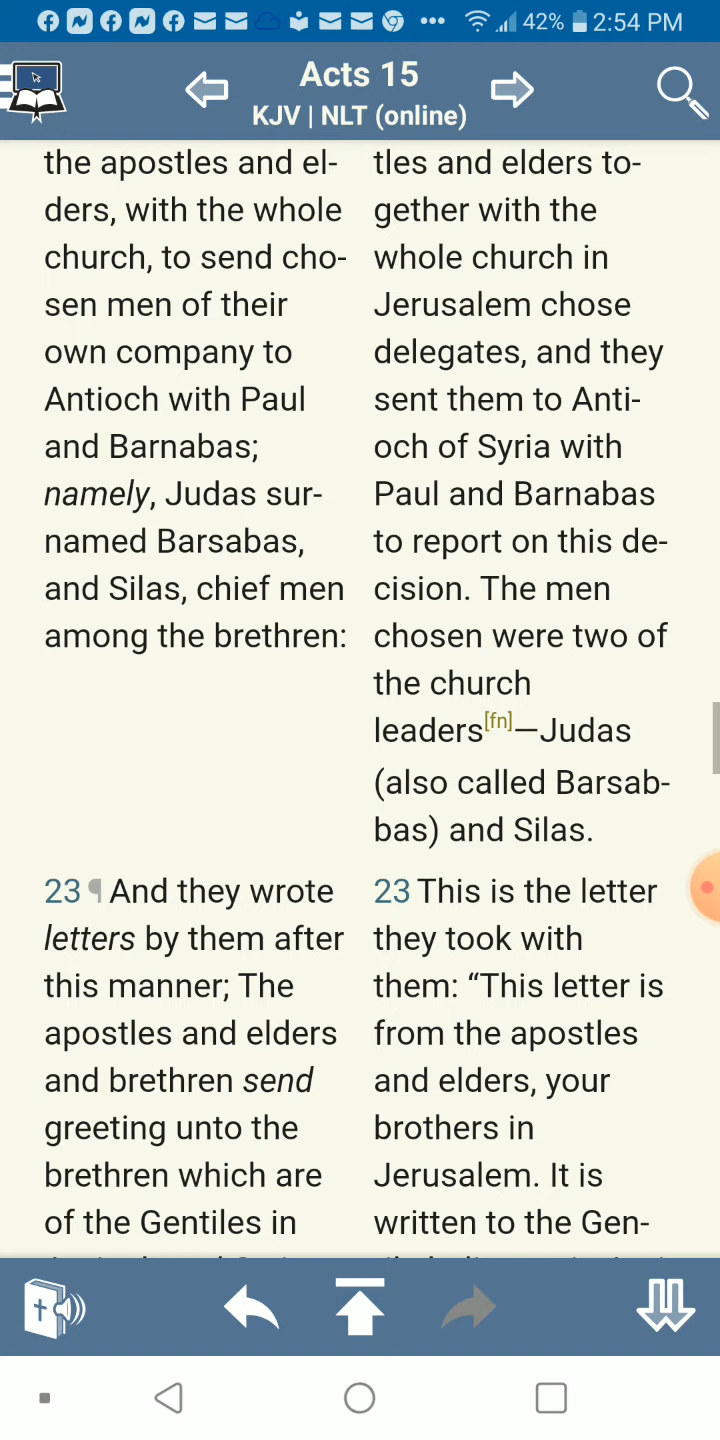 42% 2:54 PM
Acts 15
KJV | NLT (online)
the apostles and el-
ders, with the whole
church, to send cho-
sen men of their
own company to
Antioch with Paul
and Barnabas;
namely, Judas sur-
named Barsabas,
and Silas, chief men
among the brethren:
23 ¶ And they wrote
letters by them after
this manner; The
apostles and elders
and brethren send
greeting unto the
brethren which are
of the Gentiles in
tles and elders to-
gether with the
whole church in
Jerusalem chose
delegates, and they
sent them to Anti-
och of Syria with
Paul and Barnabas
to report on this de-
cision. The men
chosen were two of
the church
leaders[fn]—Judas
(also called Barsab-
bas) and Silas.
23 This is the letter
they took with
them: “This letter is
from the apostles
and elders, your
brothers in
Jerusalem. It is
written to the Gen-